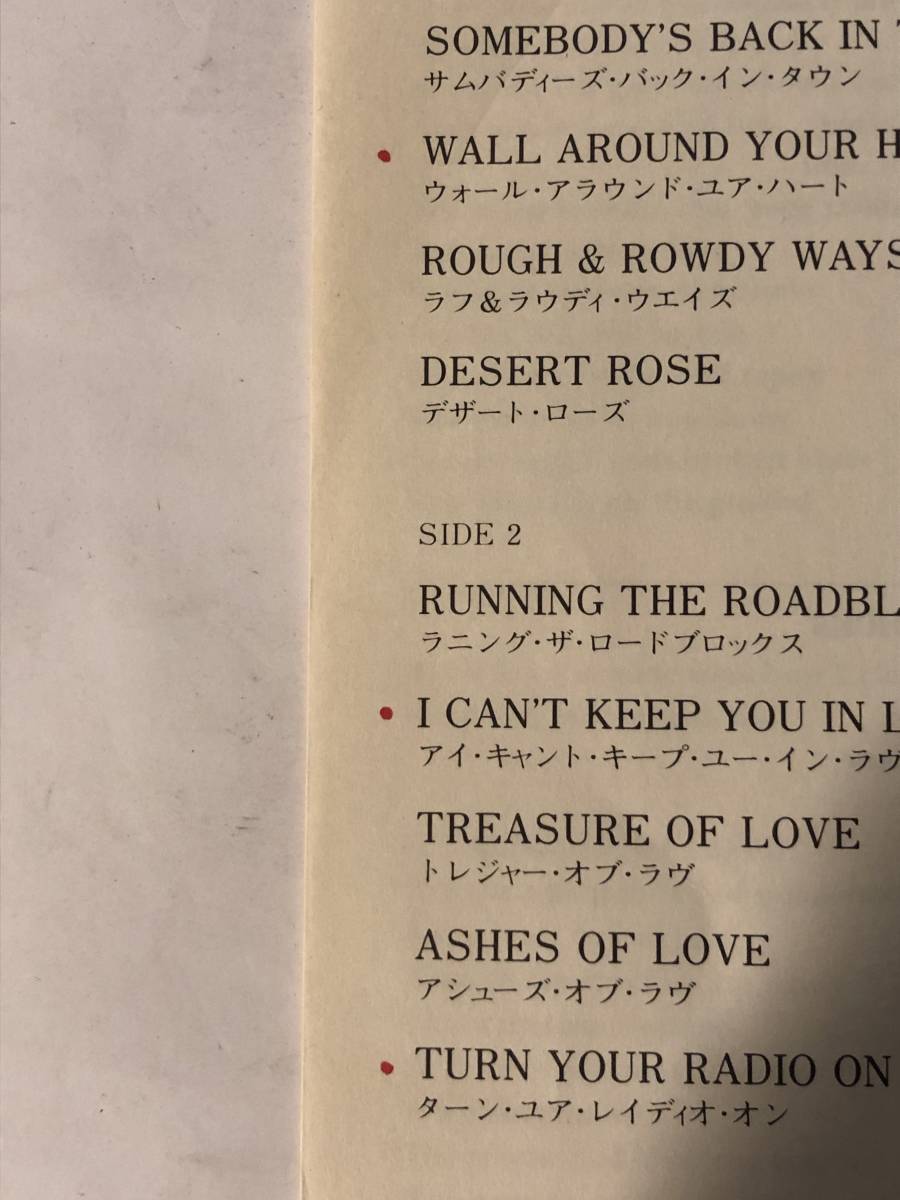 SOMEBODY'S BACK IN
サムバディーズ・バック・イン・タウン
• WALL AROUND YOUR H
ウォール・アラウンド・ユア・ハート
ROUGH & ROWDY WAYS
ラフ&ラウディ・ウエイズ
DESERT ROSE
デザート・ローズ
SIDE 2
RUNNING THE ROADBL
ラニング・ザ・ロードブロックス
• I CAN'T KEEP YOU IN L
アイ・キャント・キープ・ユー・イン・ラヴ
TREASURE OF LOVE
トレジャー・オブ・ラヴ
ASHES OF LOVE
アシューズ・オブ・ラヴ
• TURN YOUR RADIO ON
ターン・ユア・レイディオ・オン